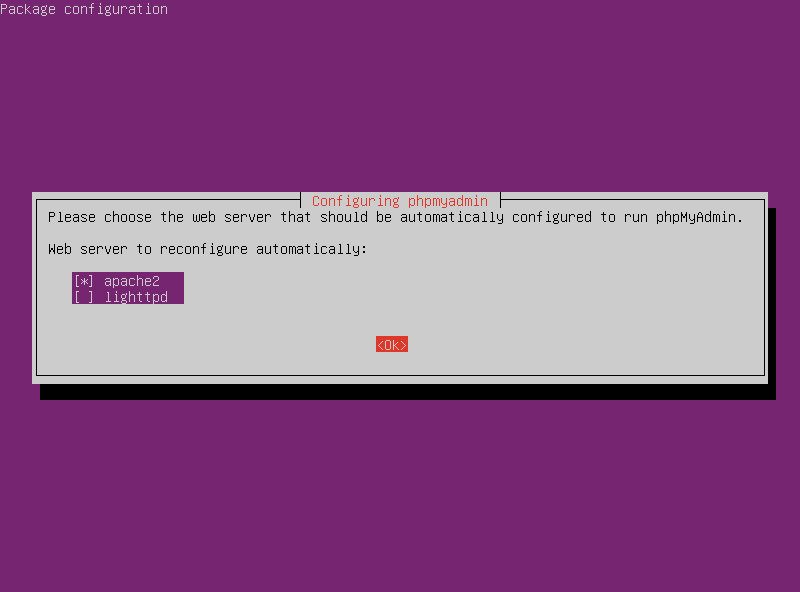 Package configuration
Configuring phpmyadmin
Please choose the web server that should be automatically configured to run phpMyAdmin.
Web server to reconfigure automatically:
[*] apache2
[ ] lighttpd
<Ok>